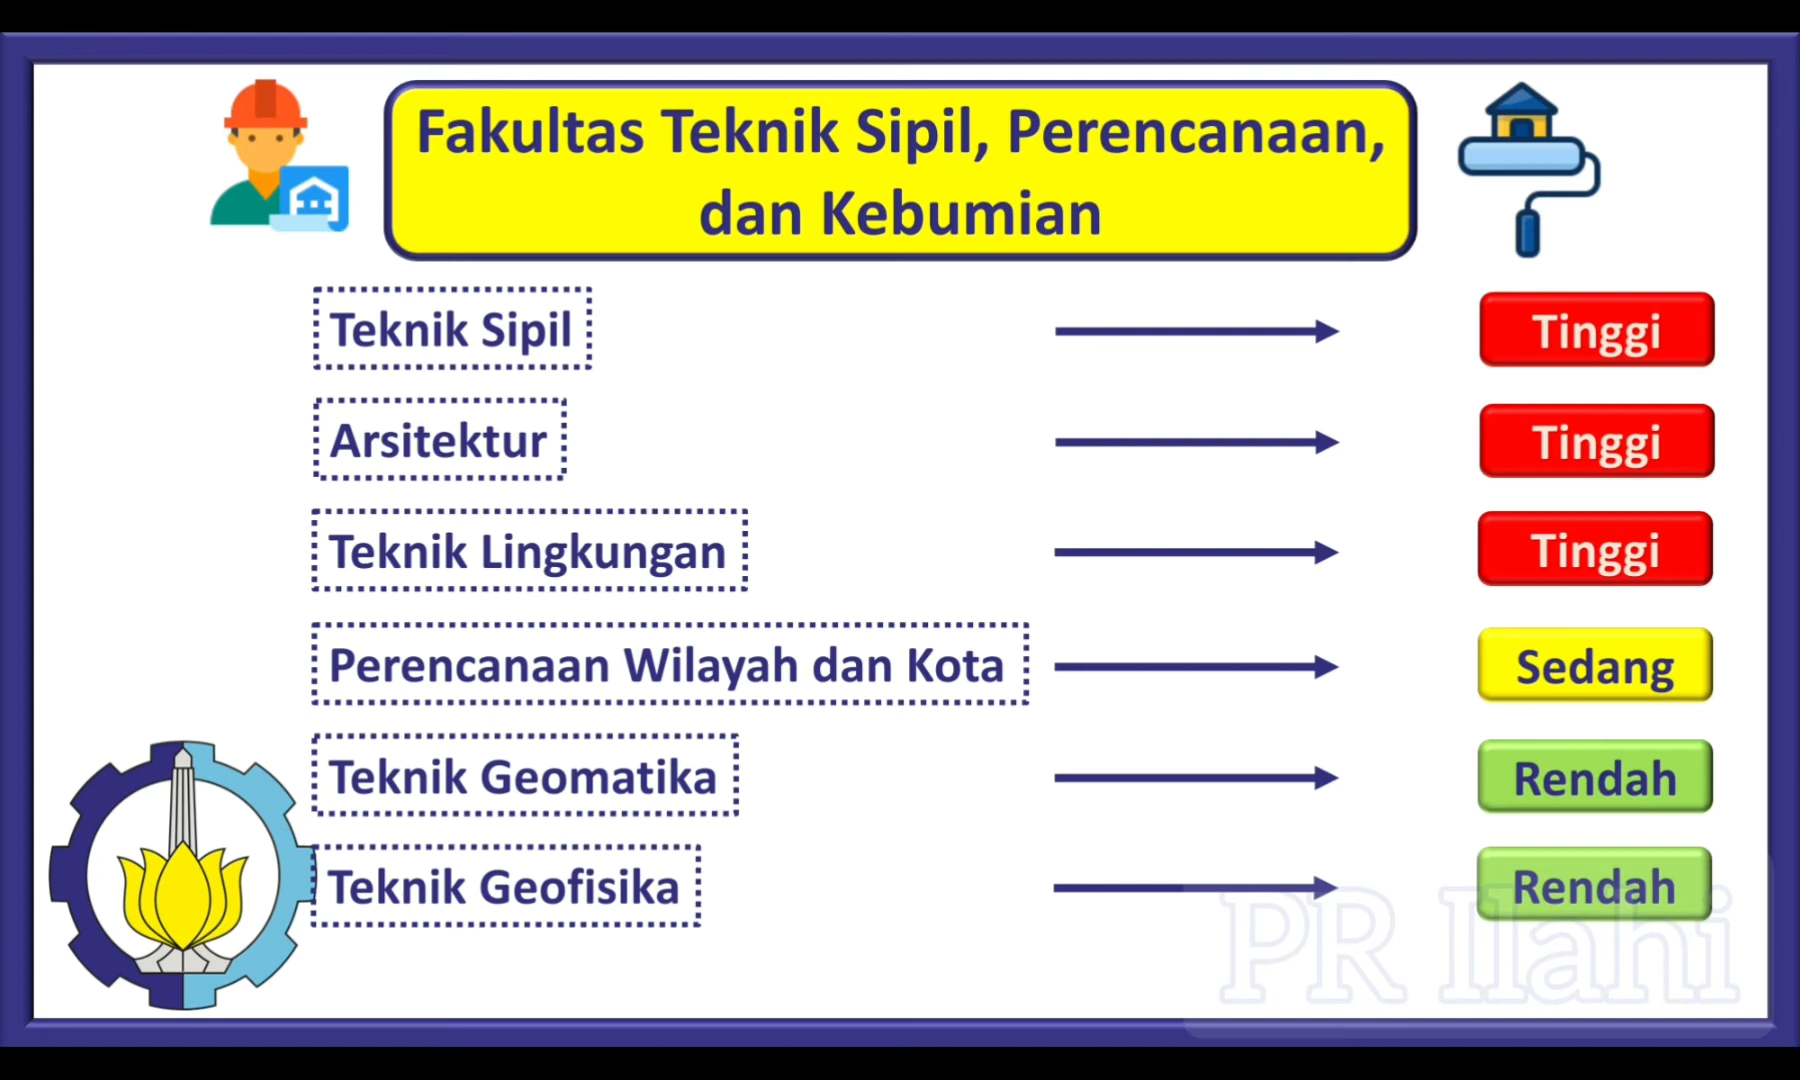 Fakultas Teknik Sipil, Perencanaan,
dan Kebumian
Teknik Sipil
Tinggi
Arsitektur
Tinggi
Teknik Lingkungan
Tinggi
Perencanaan Wilayah dan Kota
Sedang
Teknik Geomatika
Rendah
Teknik Geofisika
Rendah
PR Ilahi